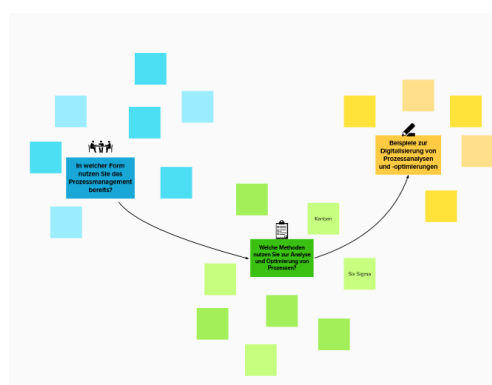 In welcher Form
nutzen Sie das
Prozessmanagement
bereits?
Welche Methoden
nutzen Sie zur Analyse
und Optimierung von
Prozessen?
Kanban
Six Sigma
Beispiele zur
Digitalisierung von
Prozessanalysen
und -optimierungen